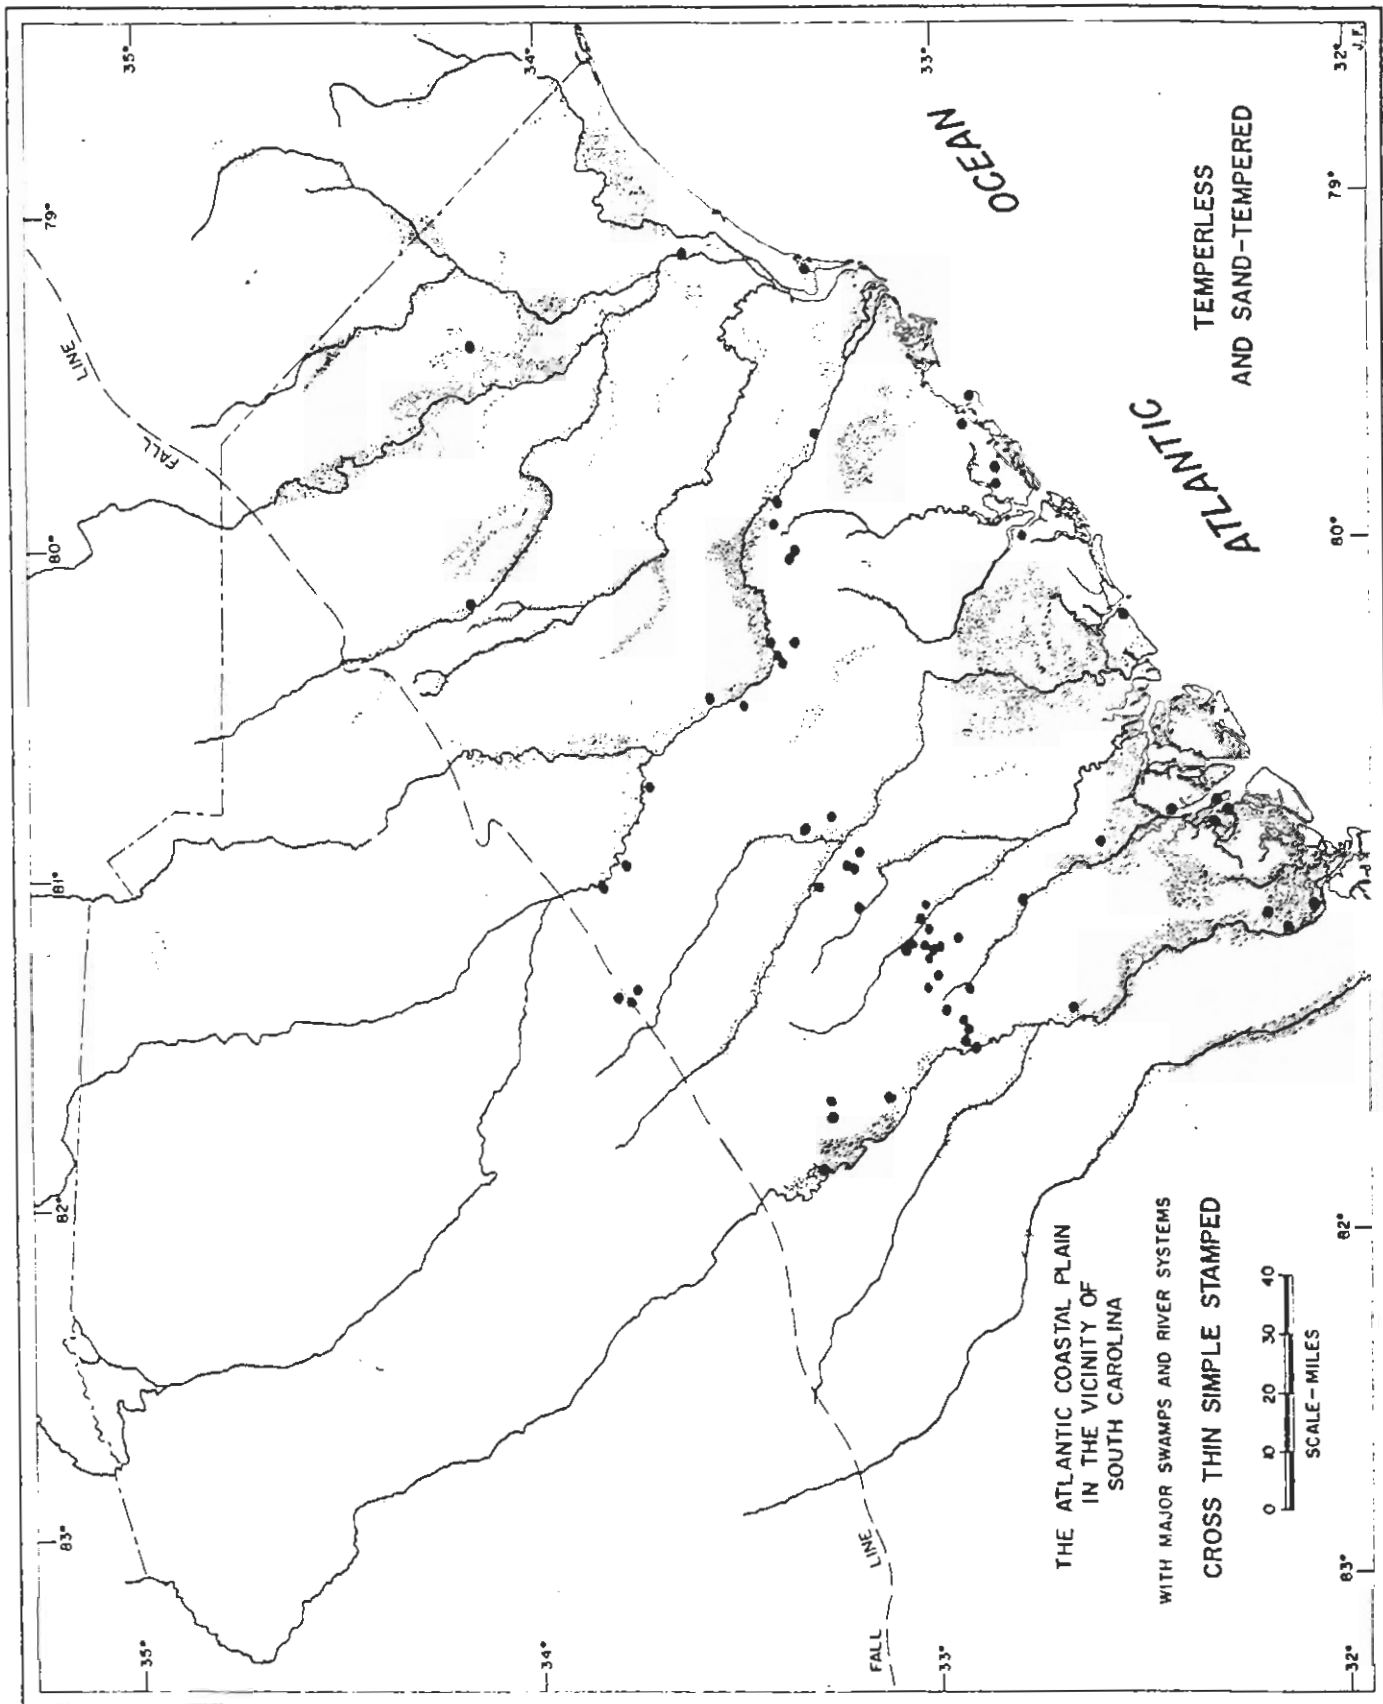 THE ATLANTIC COASTAL PLAIN
IN THE VICINITY OF
SOUTH CAROLINA
WITH MAJOR SWAMPS AND RIVER SYSTEMS
CROSS THIN SIMPLE STAMPED
0 10 20 30 40
SCALE–MILES
TEMPERLESS
AND SAND-TEMPERED
ATLANTIC
OCEAN
FALL
LINE
FALL
LINE
83°
82°
81°
80°
79°
35°
34°
33°
32°
35°
34°
33°
32°
83°
82°
80°
79°
J.F.